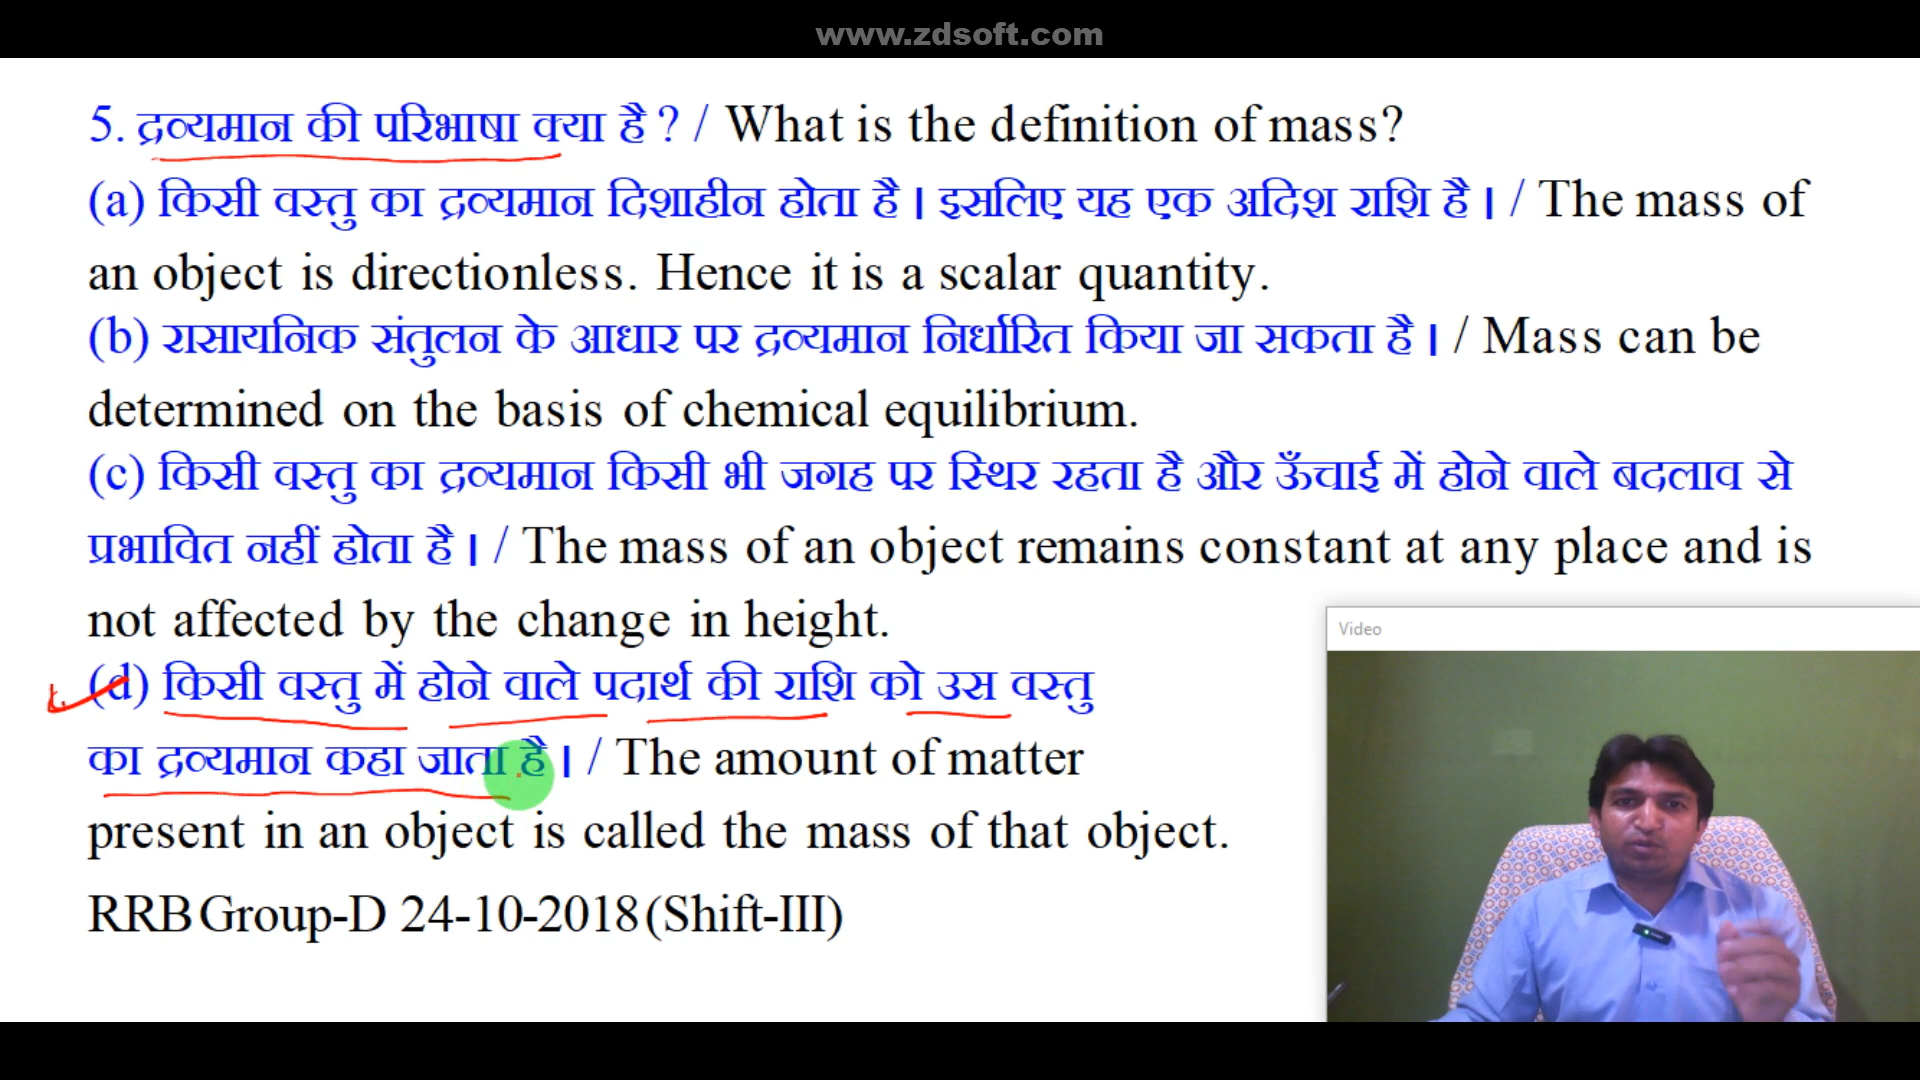 www.zdsoft.com
5. द्रव्यमान की परिभाषा क्या है ? / What is the definition of mass?
(a) किसी वस्तु का द्रव्यमान दिशाहीन होता है । इसलिए यह एक अदिश राशि है । / The mass of
an object is directionless. Hence it is a scalar quantity.
(b) रासायनिक संतुलन के आधार पर द्रव्यमान निर्धारित किया जा सकता है । / Mass can be
determined on the basis of chemical equilibrium.
(c) किसी वस्तु का द्रव्यमान किसी भी जगह पर स्थिर रहता है और ऊँचाई में होने वाले बदलाव से
प्रभावित नहीं होता है । / The mass of an object remains constant at any place and is
not affected by the change in height.
Video
(d) किसी वस्तु में होने वाले पदार्थ की राशि को उस वस्तु
का द्रव्यमान कहा जाता है । / The amount of matter
present in an object is called the mass of that object.
RRB Group-D 24-10-2018 (Shift-III)